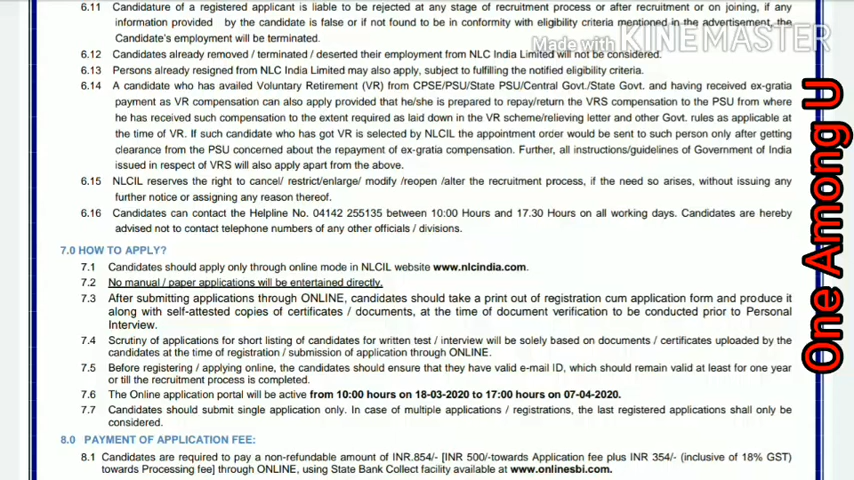 6.11 Candidature of a registered applicant is liable to be rejected at any stage of recruitment process or after recruitment or on joining, if any
information provided by the candidate is false or if not found to be in conformity with eligibility criteria mentioned in the advertisement, the
Candidate's employment will be terminated.
Made with KINEMASTER
6.12 Candidates already removed / terminated / deserted their employment from NLC India Limited will not be considered.
6.13 Persons already resigned from NLC India Limited may also apply, subject to fulfilling the notified eligibility criteria.
6.14 A candidate who has availed Voluntary Retirement (VR) from CPSE/PSU/State PSU/Central Govt./State Govt. and having received ex-gratia
payment as VR compensation can also apply provided that he/she is prepared to repay/return the VRS compensation to the PSU from where
he has received such compensation to the extent required as laid down in the VR scheme/relieving letter and other Govt. rules as applicable at
the time of VR. If such candidate who has got VR is selected by NLCIL the appointment order would be sent to such person only after getting
clearance from the PSU concerned about the repayment of ex-gratia compensation. Further, all instructions/guidelines of Government of India
issued in respect of VRS will also apply apart from the above.
6.15 NLCIL reserves the right to cancel/ restrict/enlarge/ modify /reopen /alter the recruitment process, if the need so arises, without issuing any
further notice or assigning any reason thereof.
6.16 Candidates can contact the Helpline No. 04142 255135 between 10:00 Hours and 17.30 Hours on all working days. Candidates are hereby
advised not to contact telephone numbers of any other officials / divisions.
One Among U
7.0 HOW TO APPLY?
7.1 Candidates should apply only through online mode in NLCIL website www.nlcindia.com.
7.2 No manual / paper applications will be entertained directly.
7.3 After submitting applications through ONLINE, candidates should take a print out of registration cum application form and produce it
along with self-attested copies of certificates / documents, at the time of document verification to be conducted prior to Personal
Interview.
7.4 Scrutiny of applications for short listing of candidates for written test / interview will be solely based on documents / certificates uploaded by the
candidates at the time of registration / submission of application through ONLINE.
7.5 Before registering / applying online, the candidates should ensure that they have valid e-mail ID, which should remain valid at least for one year
or till the recruitment process is completed.
7.6 The Online application portal will be active from 10:00 hours on 18-03-2020 to 17:00 hours on 07-04-2020.
7.7 Candidates should submit single application only. In case of multiple applications / registrations, the last registered applications shall only be
considered.
8.0 PAYMENT OF APPLICATION FEE:
8.1 Candidates are required to pay a non-refundable amount of INR.854/- [INR 500/-towards Application fee plus INR 354/- (inclusive of 18% GST)
towards Processing fee] through ONLINE, using State Bank Collect facility available at www.onlinesbi.com.